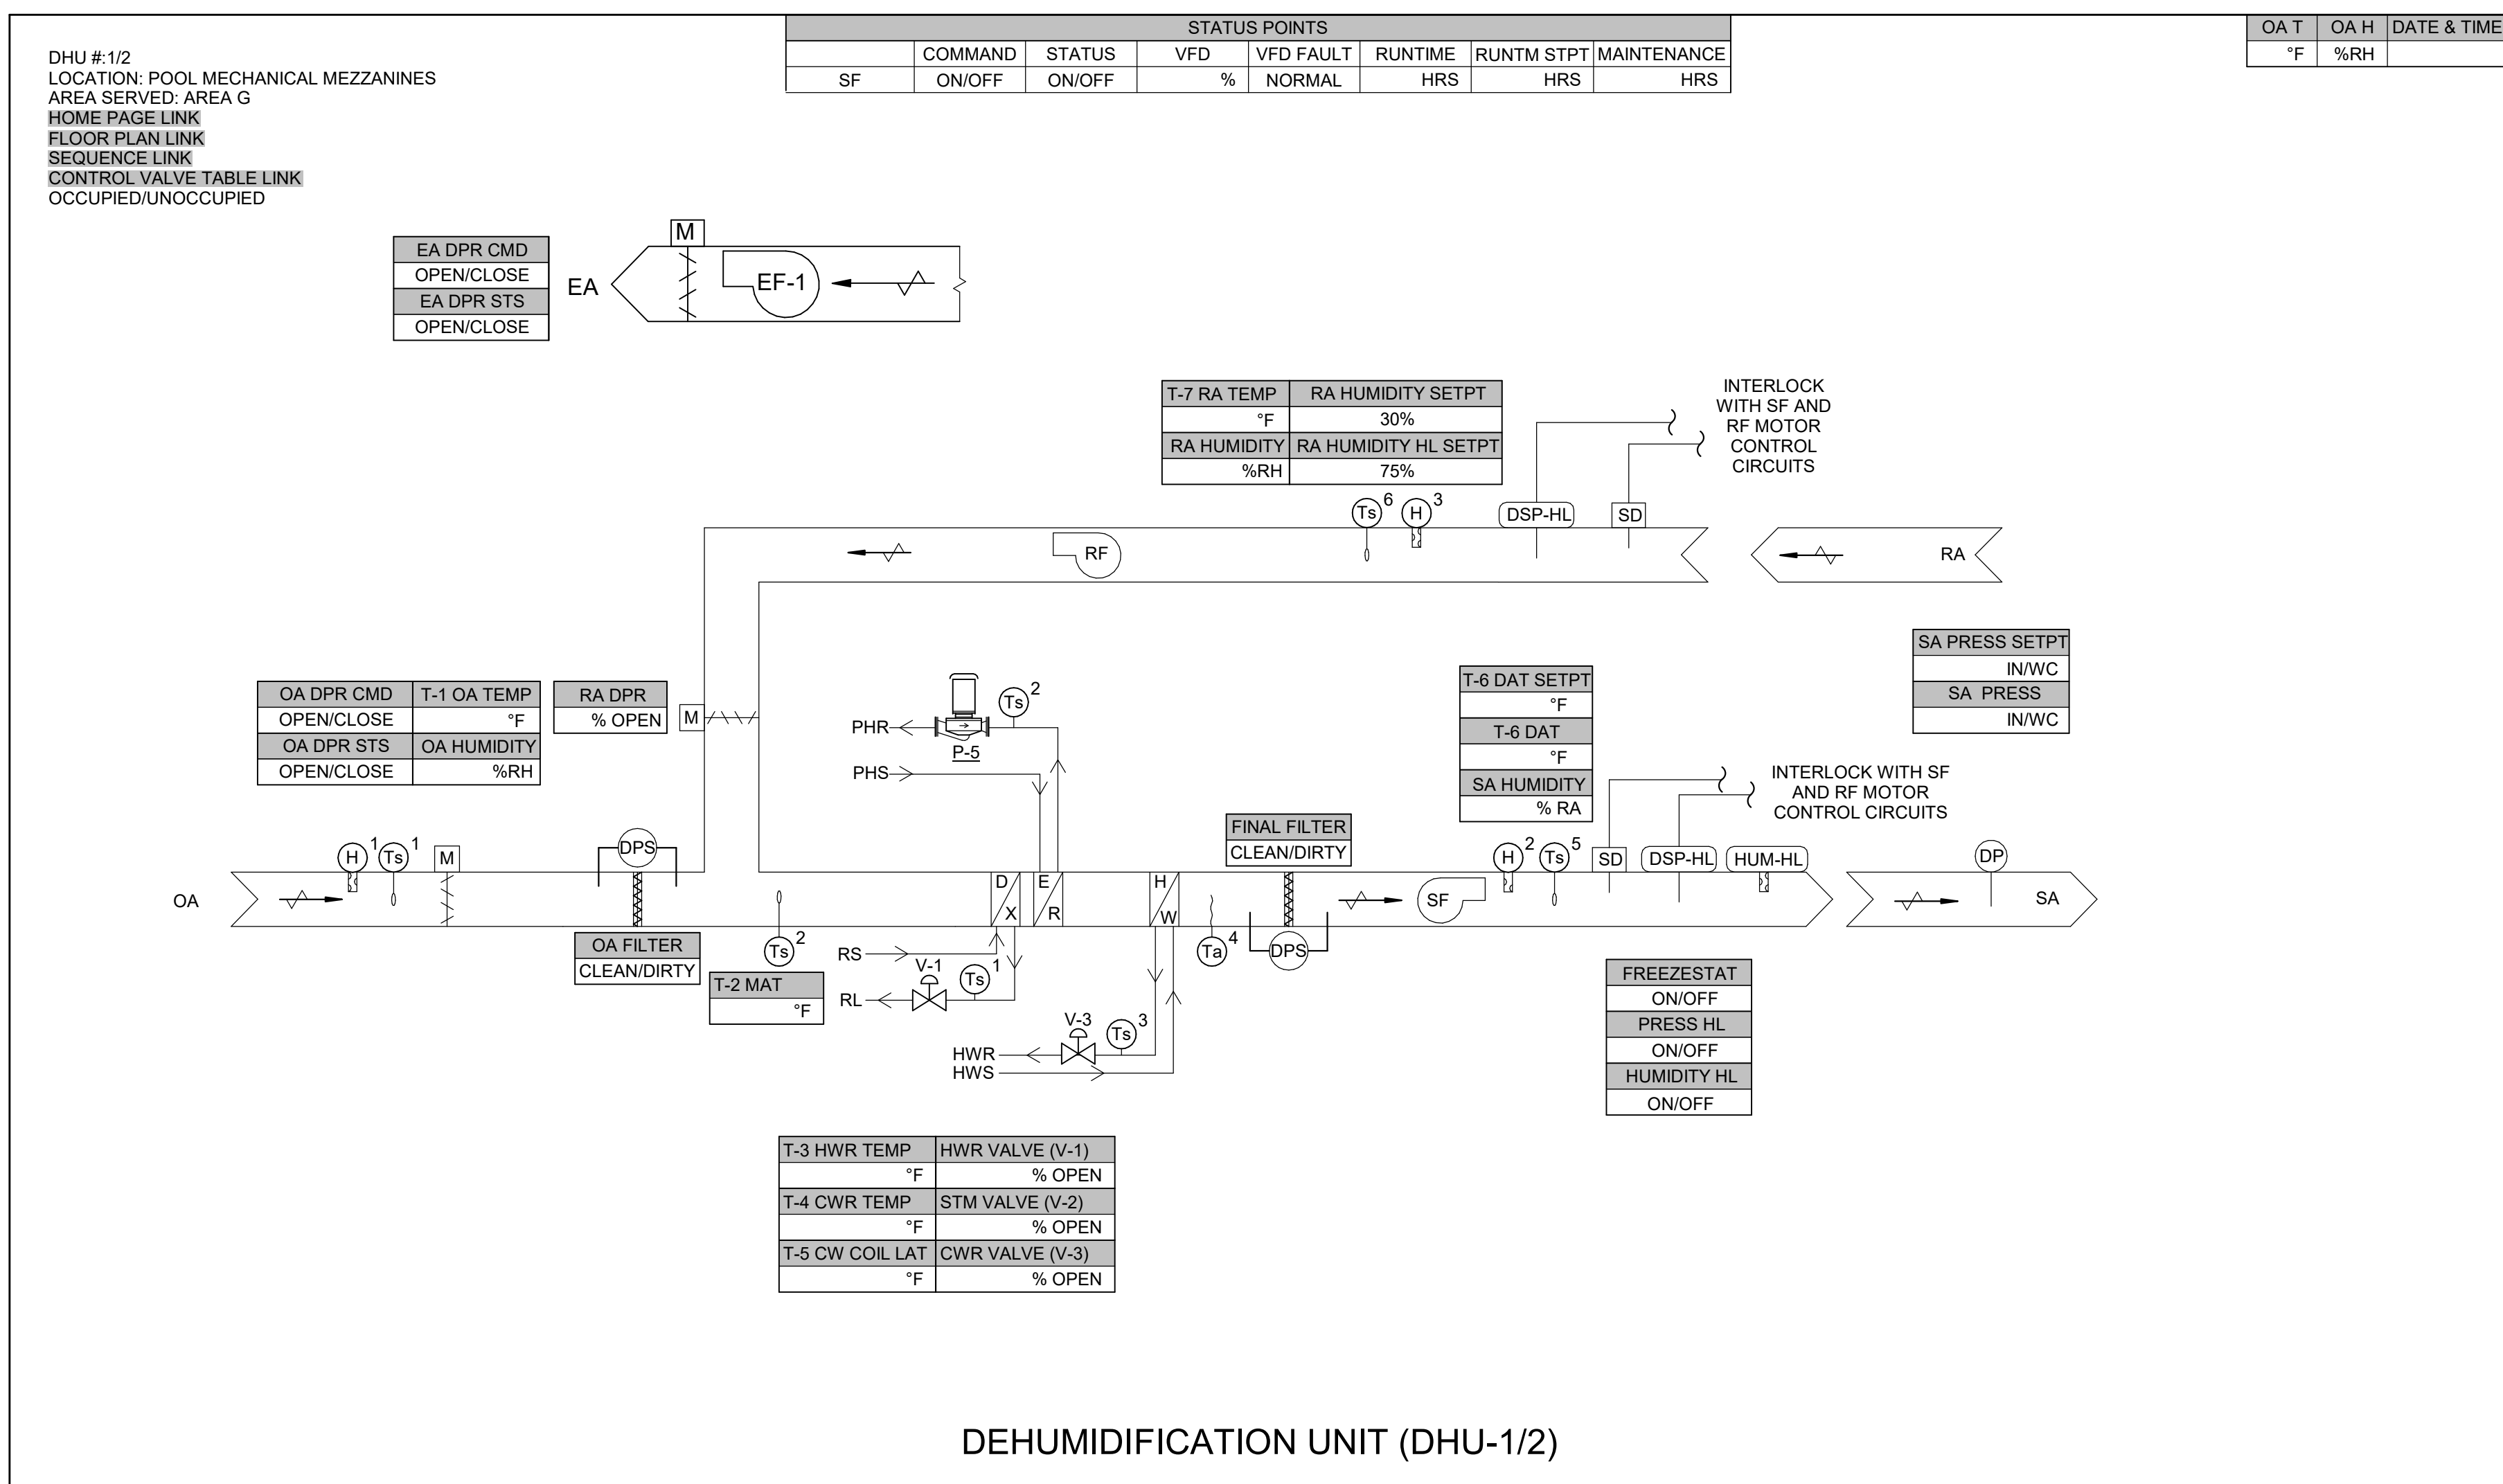 STATUS POINTS
COMMAND STATUS VFD VFD FAULT RUNTIME RUNTM STPT MAINTENANCE
SF ON/OFF ON/OFF % NORMAL HRS HRS HRS
OA T OA H DATE & TIME
°F %RH
DHU #:1/2
LOCATION: POOL MECHANICAL MEZZANINES
AREA SERVED: AREA G
HOME PAGE LINK
FLOOR PLAN LINK
SEQUENCE LINK
CONTROL VALVE TABLE LINK
OCCUPIED/UNOCCUPIED
EA DPR CMD
OPEN/CLOSE
EA DPR STS
OPEN/CLOSE
EA
M
EF-1
T-7 RA TEMP RA HUMIDITY SETPT
°F 30%
RA HUMIDITY RA HUMIDITY HL SETPT
%RH 75%
INTERLOCK
WITH SF AND
RF MOTOR
CONTROL
CIRCUITS
Ts 6 H 3 DSP-HL SD
RF
RA
SA PRESS SETPT
IN/WC
SA PRESS
IN/WC
OA DPR CMD T-1 OA TEMP
OPEN/CLOSE °F
OA DPR STS OA HUMIDITY
OPEN/CLOSE %RH
RA DPR
% OPEN
M
Ts 2
PHR
P-5
PHS
T-6 DAT SETPT
°F
T-6 DAT
°F
SA HUMIDITY
% RA
INTERLOCK WITH SF
AND RF MOTOR
CONTROL CIRCUITS
FINAL FILTER
CLEAN/DIRTY
H 1 Ts 1 M DPS
H 2 Ts 5 SD DSP-HL HUM-HL DP
OA
D X
E R
H W
SF
SA
OA FILTER
CLEAN/DIRTY
Ts 2
T-2 MAT
°F
RS
V-1 Ts 1
RL
Ta 4
DPS
V-3 Ts 3
HWR
HWS
FREEZESTAT
ON/OFF
PRESS HL
ON/OFF
HUMIDITY HL
ON/OFF
T-3 HWR TEMP HWR VALVE (V-1)
°F % OPEN
T-4 CWR TEMP STM VALVE (V-2)
°F % OPEN
T-5 CW COIL LAT CWR VALVE (V-3)
°F % OPEN
DEHUMIDIFICATION UNIT (DHU-1/2)